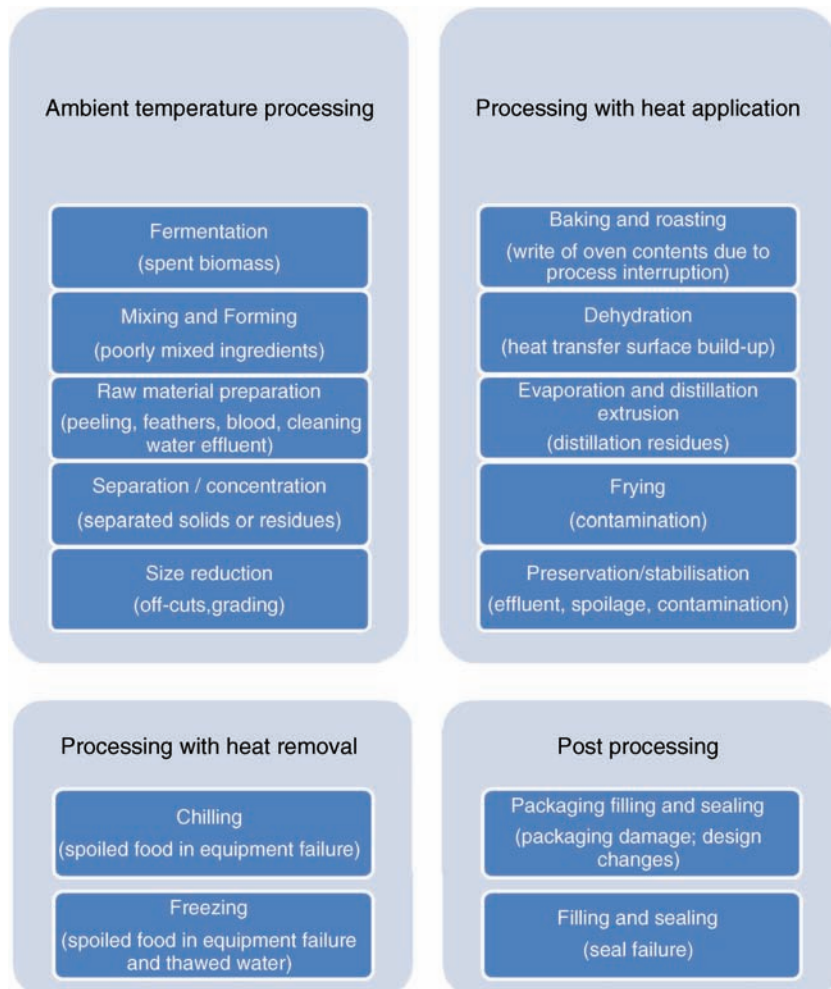 Ambient temperature processing
Fermentation
(spent biomass)
Mixing and Forming
(poorly mixed ingredients)
Raw material preparation
(peeling, feathers, blood, cleaning
water effluent)
Separation / concentration
(separated solids or residues)
Size reduction
(off-cuts,grading)
Processing with heat application
Baking and roasting
(write of oven contents due to
process interruption)
Dehydration
(heat transfer surface build-up)
Evaporation and distillation
extrusion
(distillation residues)
Frying
(contamination)
Preservation/stabilisation
(effluent, spoilage, contamination)
Processing with heat removal
Chilling
(spoiled food in equipment failure)
Freezing
(spoiled food in equipment failure
and thawed water)
Post processing
Packaging filling and sealing
(packaging damage; design
changes)
Filling and sealing
(seal failure)